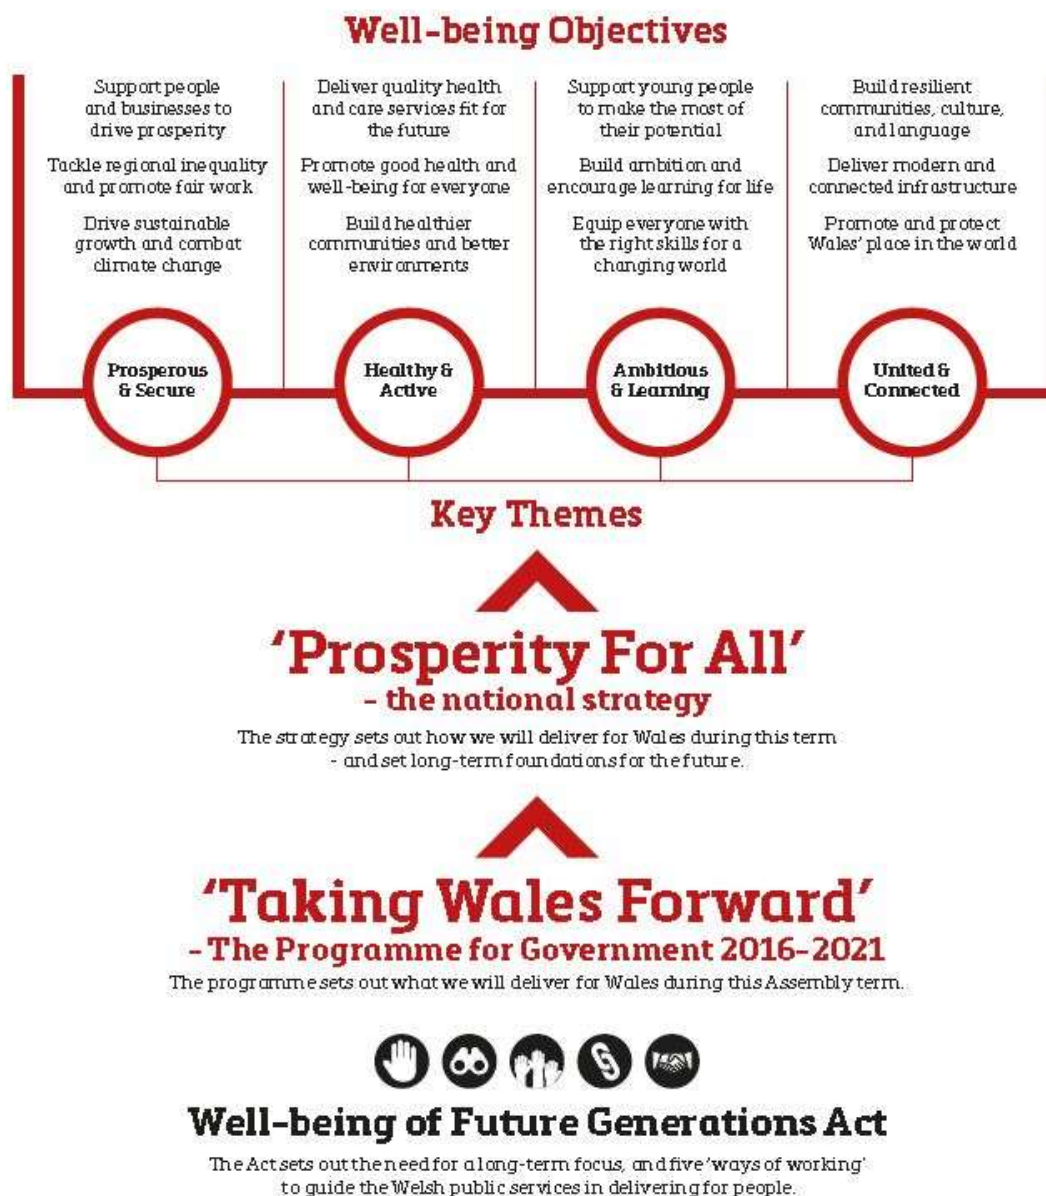 Well-being Objectives
Support people
and businesses to
drive prosperity
Tackle regional inequality
and promote fair work
Drive sustainable
growth and combat
climate change
Deliver quality health
and care services fit for
the future
Promote good health and
well-being for everyone
Build healthier
communities and better
environments
Support young people
to make the most of
their potential
Build ambition and
encourage learning for life
Equip everyone with
the right skills for a
changing world
Build resilient
communities, culture,
and language
Deliver modern and
connected infrastructure
Promote and protect
Wales’ place in the world
Prosperous
& Secure
Healthy &
Active
Ambitious
& Learning
United &
Connected
Key Themes
‘Prosperity For All’
- the national strategy
The strategy sets out how we will deliver for Wales during this term
- and set long-term foundations for the future.
‘Taking Wales Forward’
- The Programme for Government 2016-2021
The programme sets out what we will deliver for Wales during this Assembly term.
Well-being of Future Generations Act
The Act sets out the need for a long-term focus, and five ‘ways of working’
to guide the Welsh public services in delivering for people.